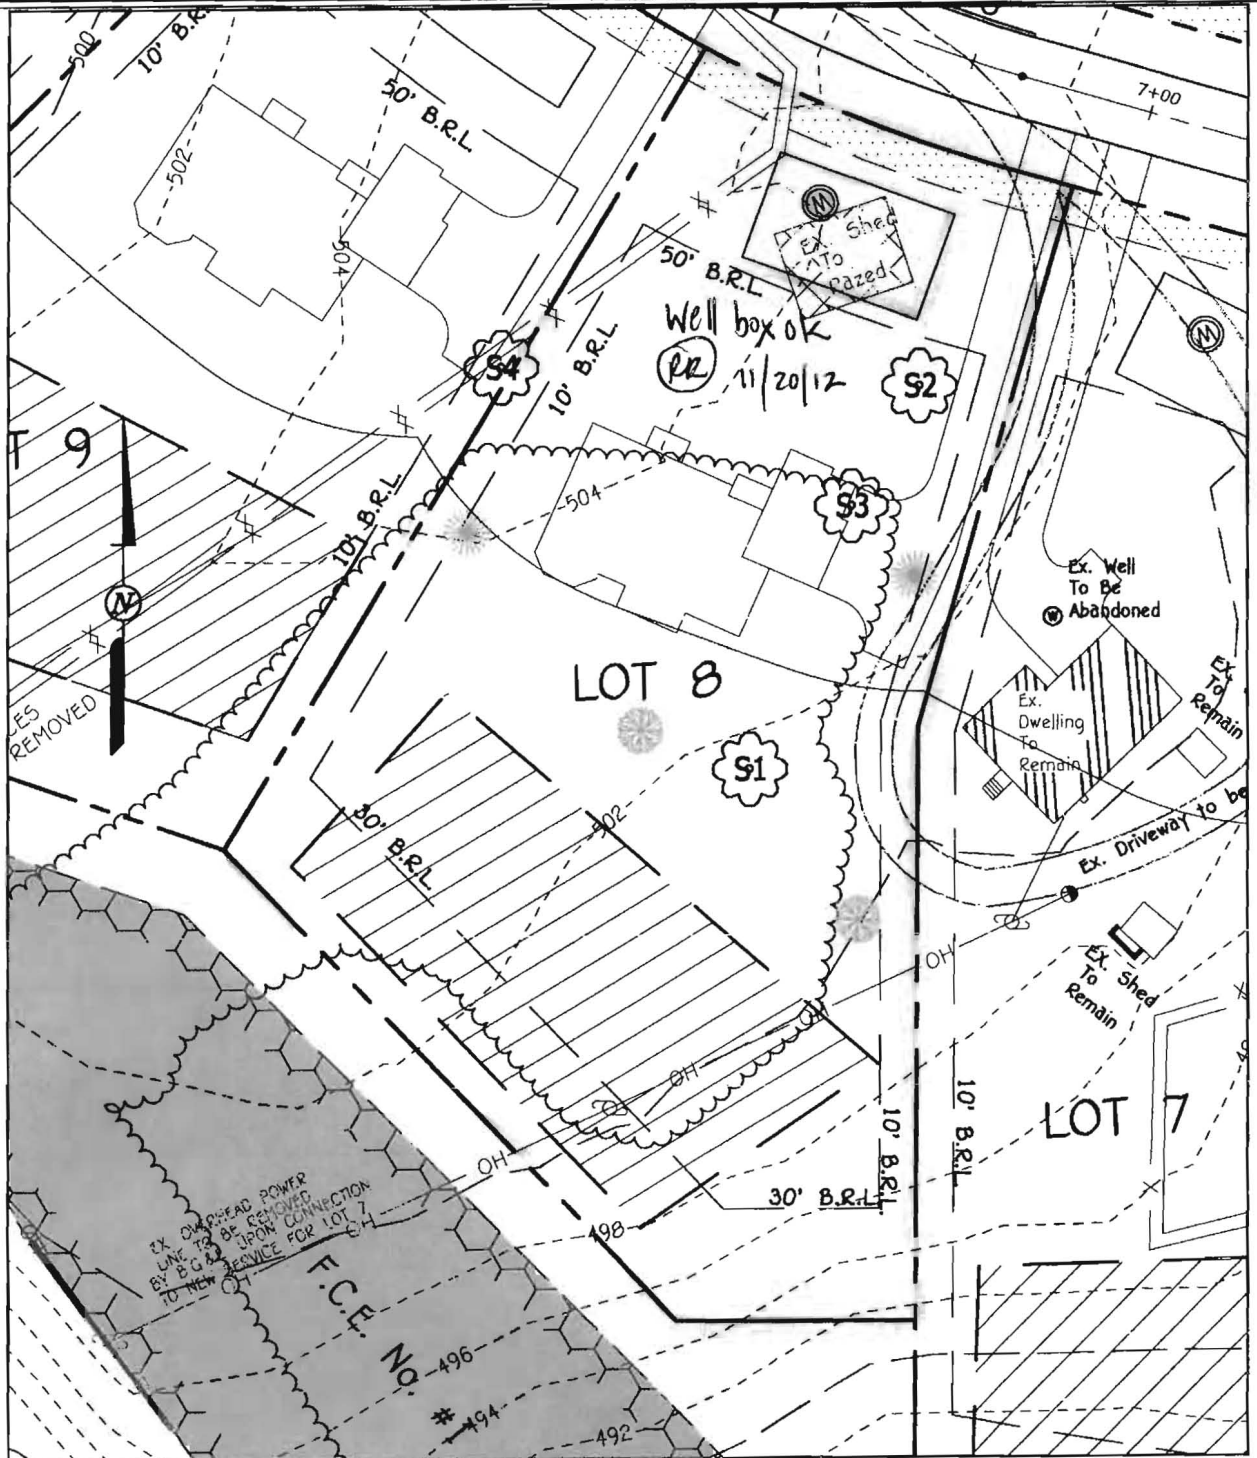 500
10' B.R.L.
50' B.R.L.
7+00
502
504
W
Ex. Shed
To
Razed
50' B.R.L
Well box ok
RR 11/20/12
W
S4
10' B.R.L
S2
T 9
504
S3
10' B.R.L
N
Ex. Well
To Be
W Abandoned
LOT 8
REMOVED
Ex.
Dwelling
To
Remain
Ex.
To
Remain
S1
502
30' B.R.L
Ex. Driveway to be
OH
Ex. Shed
To
Remain
OH
OH
10' B.R.L
10' B.R.L
LOT 7
OH
30' B.R.L.
498
EX OVERHEAD POWER
LINE TO BE REMOVED
BY B G & E UPON CONNECTION
TO NEW SERVICE FOR LOT 7
OH
OH
F.C.E. NO. #
496
494
492